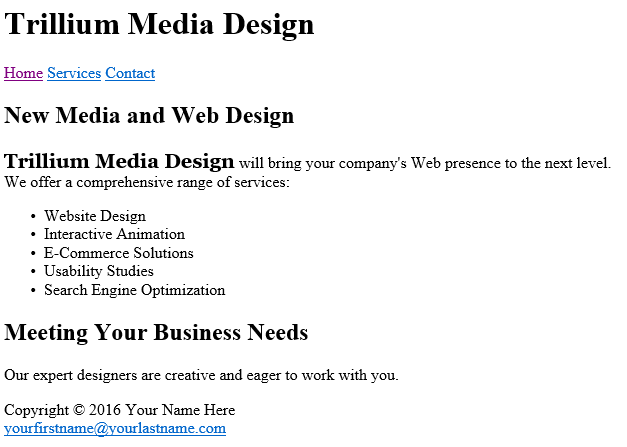 Trillium Media Design
Home Services Contact
New Media and Web Design
Trillium Media Design will bring your company's Web presence to the next level.
We offer a comprehensive range of services:
• Website Design
• Interactive Animation
• E-Commerce Solutions
• Usability Studies
• Search Engine Optimization
Meeting Your Business Needs
Our expert designers are creative and eager to work with you.
Copyright © 2016 Your Name Here
yourfirstname@yourlastname.com